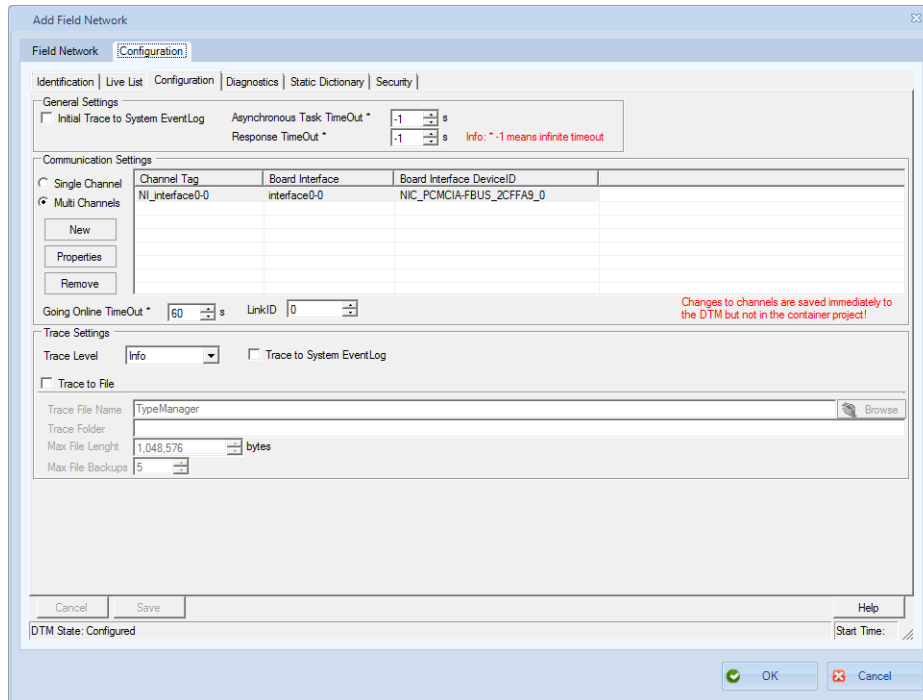 Add Field Network
Field Network Configuration
Identification Live List Configuration Diagnostics Static Dictionary Security
General Settings
Initial Trace to System EventLog Asynchronous Task TimeOut * -1 s
Response TimeOut * -1 s Info: * -1 means infinite timeout
Communication Settings
Single Channel
Multi Channels
New
Properties
Remove
Channel Tag Board Interface Board Interface DeviceID
NI_interface0-0 interface0-0 NIC_PCMCIA-FBUS_2CFFA9_0
Going Online TimeOut * 60 s LinkID 0
Changes to channels are saved immediately to
the DTM but not in the container project!
Trace Settings
Trace Level Info Trace to System EventLog
Trace to File
Trace File Name TypeManager Browse
Trace Folder
Max File Lenght 1,048,576 bytes
Max File Backups 5
Cancel Save Help
DTM State: Configured Start Time:
OK Cancel